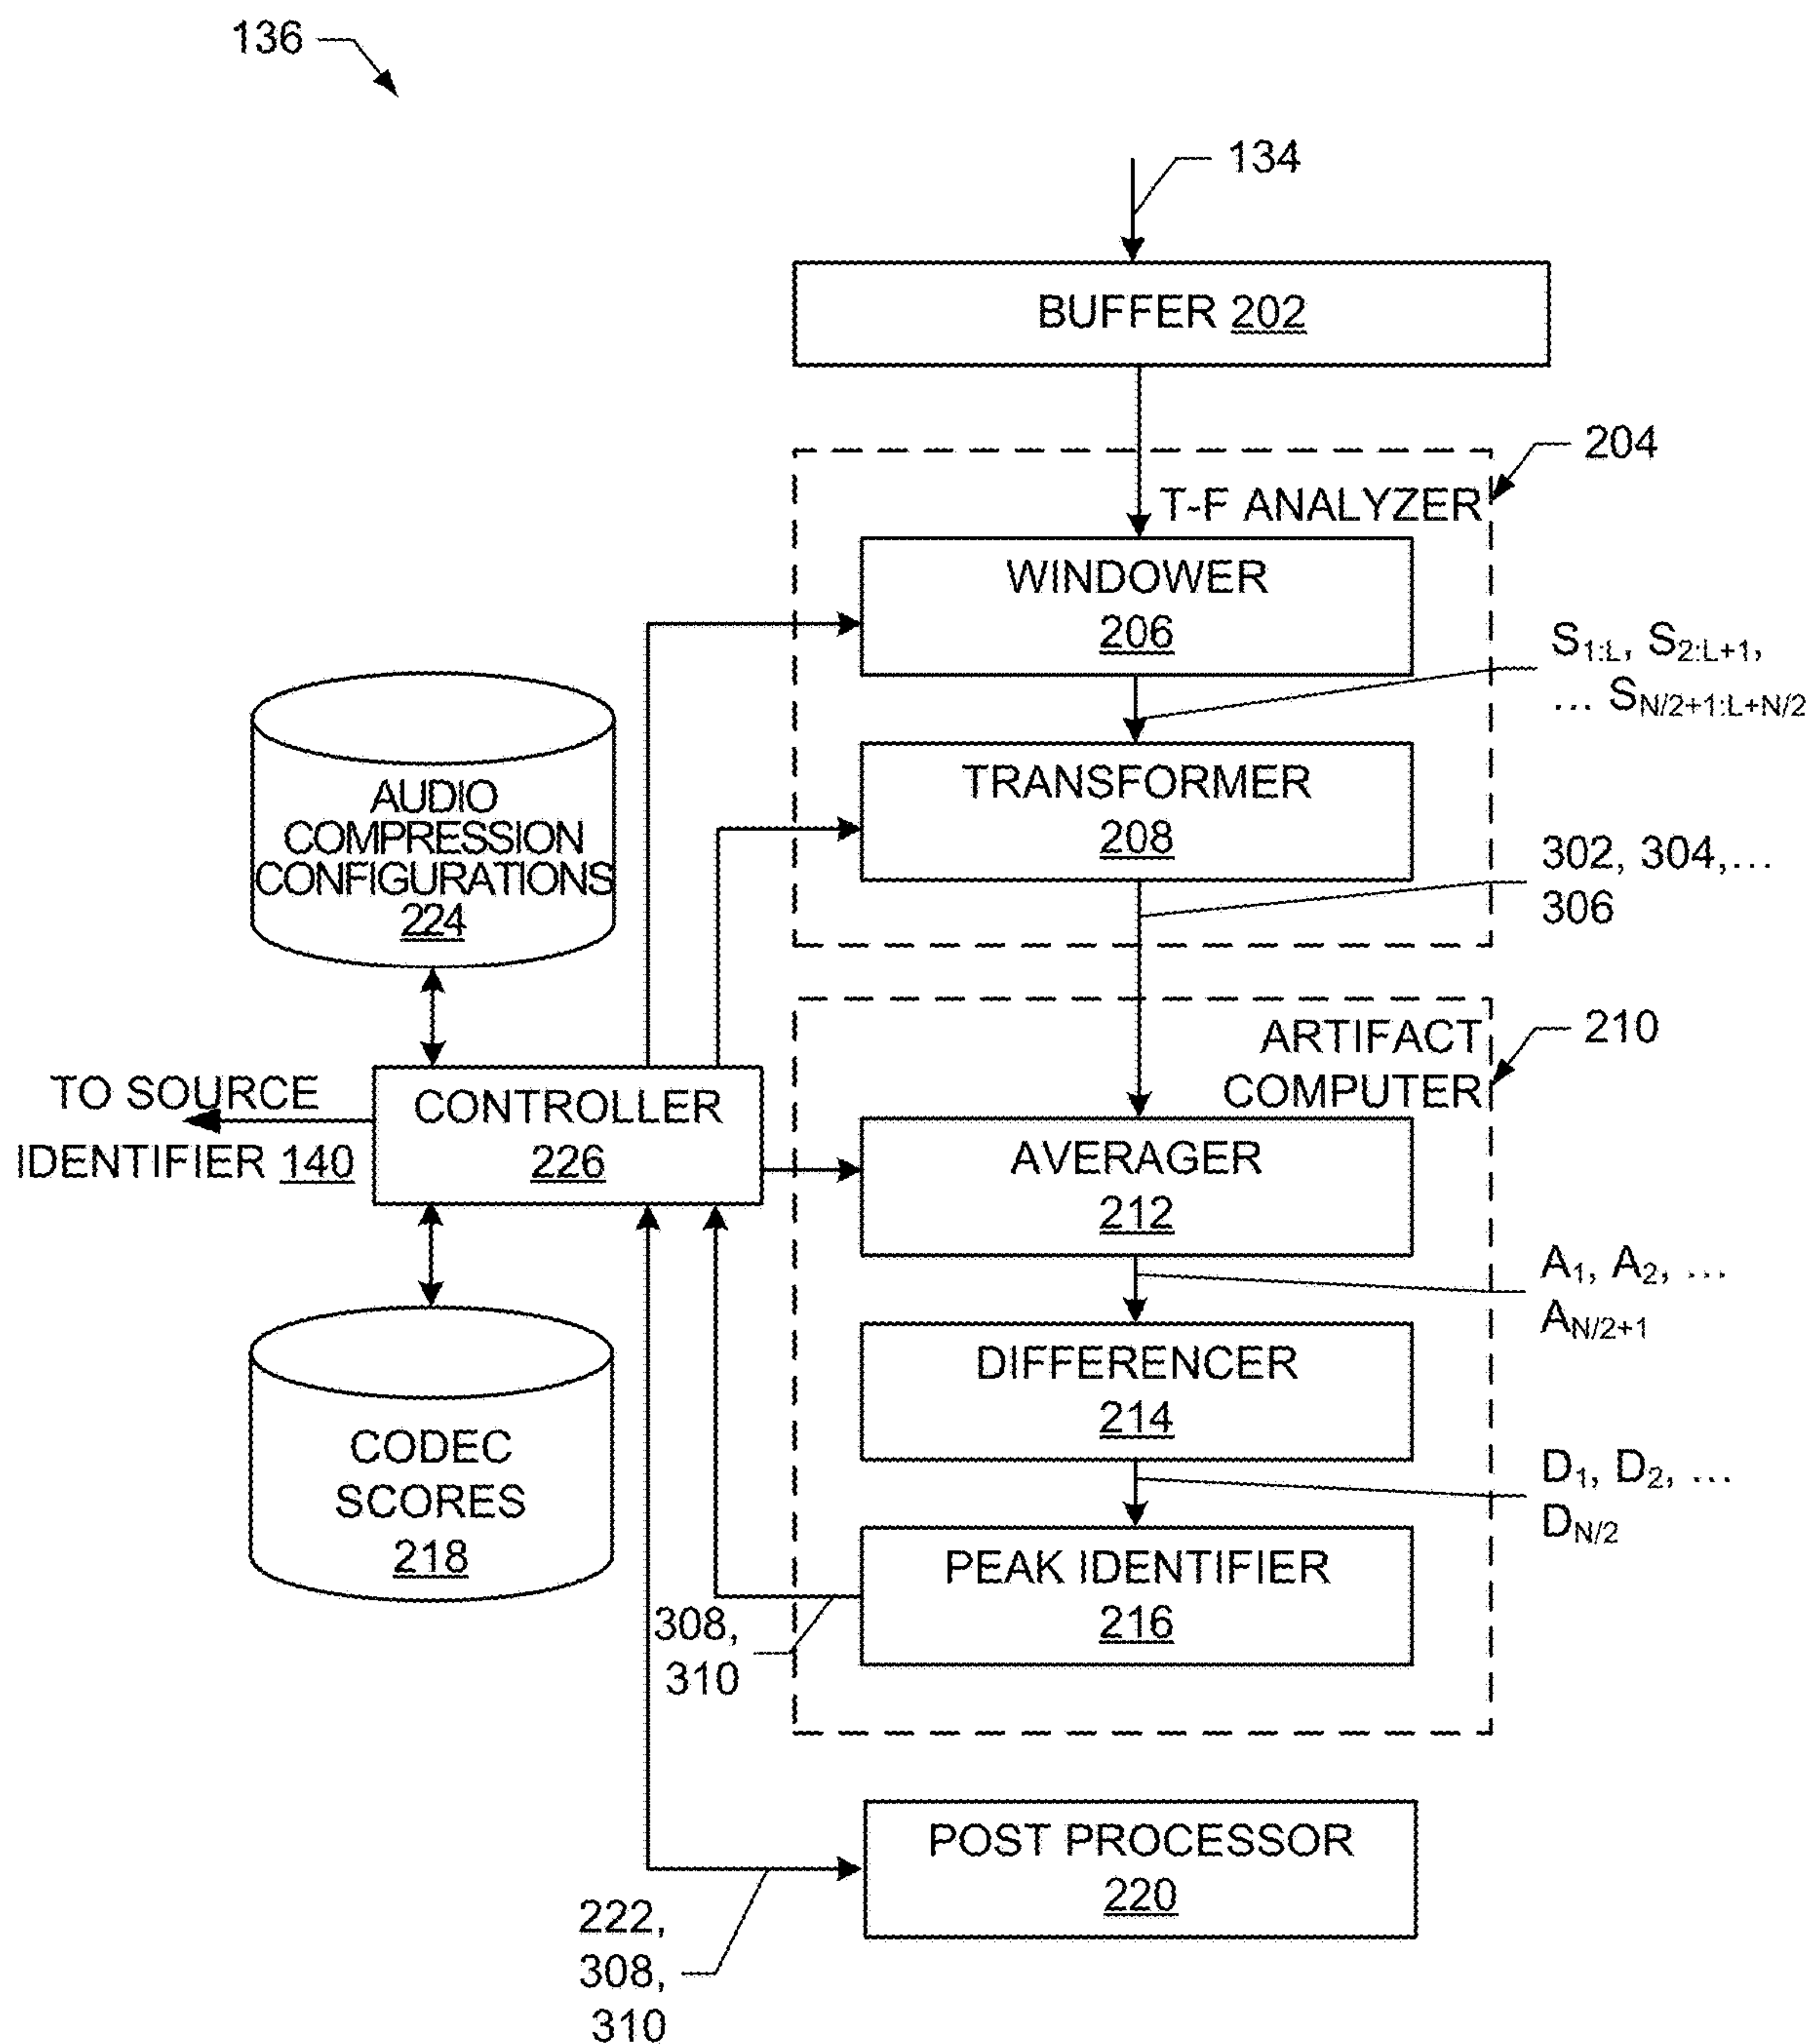 136
134
BUFFER 202
204
T-F ANALYZER
WINDOWER
206
S1:L, S2:L+1,
... SN/2+1:L+N/2
TRANSFORMER
208
302, 304,...
306
AUDIO
COMPRESSION
CONFIGURATIONS
224
210
ARTIFACT
COMPUTER
TO SOURCE
IDENTIFIER 140
CONTROLLER
226
AVERAGER
212
A1, A2, ...
AN/2+1
DIFFERENCER
214
D1, D2, ...
DN/2
CODEC
SCORES
218
PEAK IDENTIFIER
216
308,
310
POST PROCESSOR
220
222,
308,
310